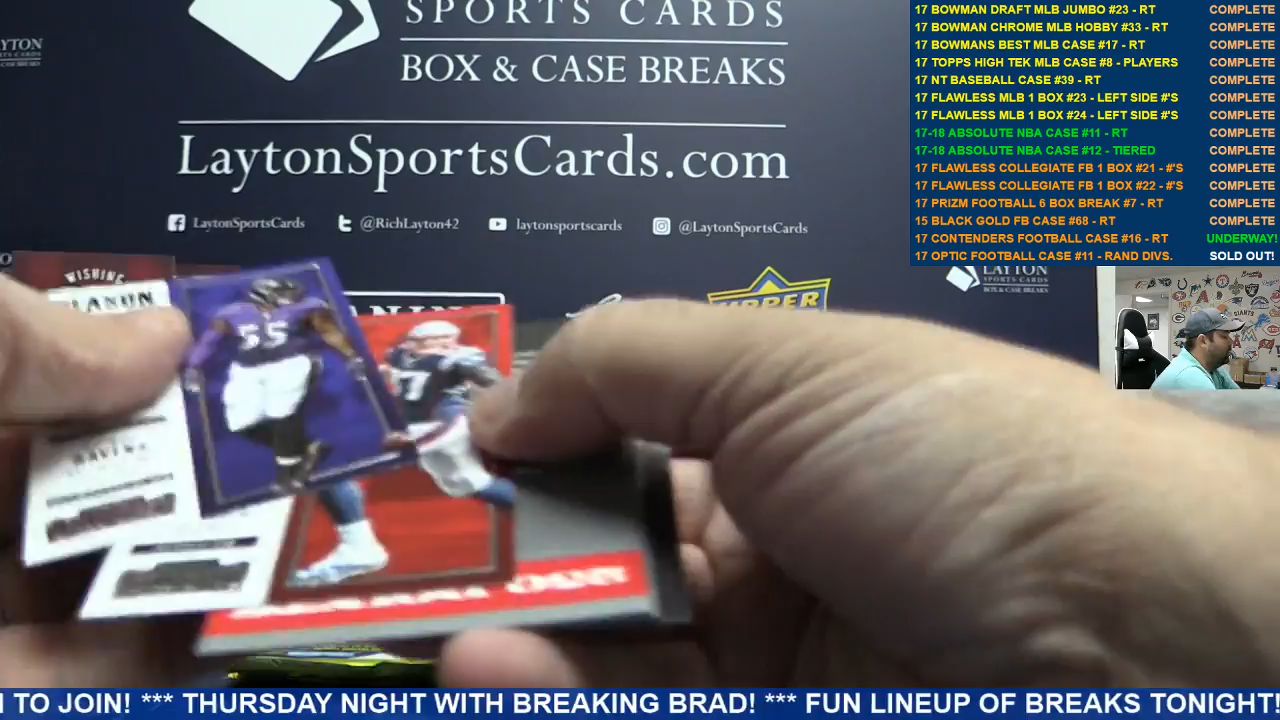 SPORTS CARDS
BOX & CASE BREAKS
LaytonSportsCards.com
LaytonSportsCards
@RichLayton42
laytonsportscards
@LaytonSportsCards
17 BOWMAN DRAFT MLB JUMBO #23 - RT COMPLETE
17 BOWMAN CHROME MLB HOBBY #33 - RT COMPLETE
17 BOWMANS BEST MLB CASE #17 - RT COMPLETE
17 TOPPS HIGH TEK MLB CASE #8 - PLAYERS COMPLETE
17 NT BASEBALL CASE #39 - RT COMPLETE
17 FLAWLESS MLB 1 BOX #23 - LEFT SIDE #'S COMPLETE
17 FLAWLESS MLB 1 BOX #24 - LEFT SIDE #'S COMPLETE
17-18 ABSOLUTE NBA CASE #11 - RT COMPLETE
17-18 ABSOLUTE NBA CASE #12 - TIERED COMPLETE
17 FLAWLESS COLLEGIATE FB 1 BOX #21 - #'S COMPLETE
17 FLAWLESS COLLEGIATE FB 1 BOX #22 - #'S COMPLETE
17 PRIZM FOOTBALL 6 BOX BREAK #7 - RT COMPLETE
15 BLACK GOLD FB CASE #68 - RT COMPLETE
17 CONTENDERS FOOTBALL CASE #16 - RT UNDERWAY!
17 OPTIC FOOTBALL CASE #11 - RAND DIVS. SOLD OUT!
LAYTON
SPORTS CARDS
WISHING
UPPER
55
TO JOIN! *** THURSDAY NIGHT WITH BREAKING BRAD! *** FUN LINEUP OF BREAKS TONIGHT!